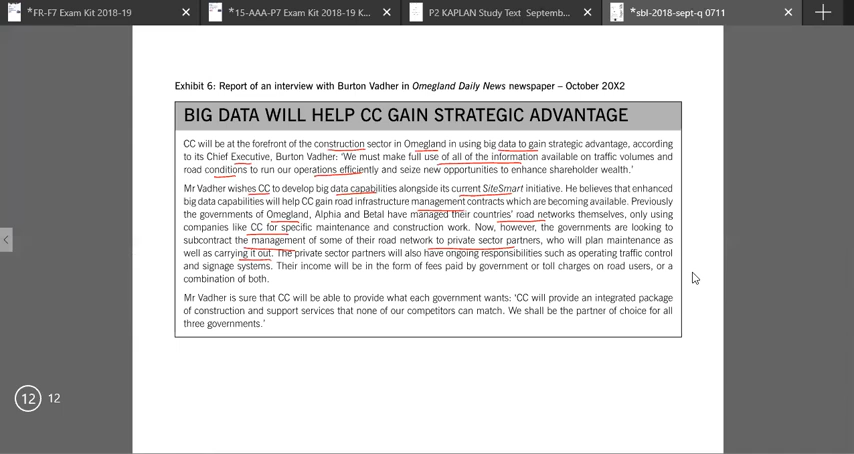 *FR-F7 Exam Kit 2018-19
*15-AAA-P7 Exam Kit 2018-19 K...
P2 KAPLAN Study Text Septemb...
*sbl-2018-sept-q 0711
Exhibit 6: Report of an interview with Burton Vadher in Omegland Daily News newspaper – October 20X2
BIG DATA WILL HELP CC GAIN STRATEGIC ADVANTAGE
CC will be at the forefront of the construction sector in Omegland in using big data to gain strategic advantage, according
to its Chief Executive, Burton Vadher: ‘We must make full use of all of the information available on traffic volumes and
road conditions to run our operations efficiently and seize new opportunities to enhance shareholder wealth.’
Mr Vadher wishes CC to develop big data capabilities alongside its current SiteSmart initiative. He believes that enhanced
big data capabilities will help CC gain road infrastructure management contracts which are becoming available. Previously
the governments of Omegland, Alphia and Betal have managed their countries’ road networks themselves, only using
companies like CC for specific maintenance and construction work. Now, however, the governments are looking to
subcontract the management of some of their road network to private sector partners, who will plan maintenance as
well as carrying it out. The private sector partners will also have ongoing responsibilities such as operating traffic control
and signage systems. Their income will be in the form of fees paid by government or toll charges on road users, or a
combination of both.
Mr Vadher is sure that CC will be able to provide what each government wants: ‘CC will provide an integrated package
of construction and support services that none of our competitors can match. We shall be the partner of choice for all
three governments.’
12 12